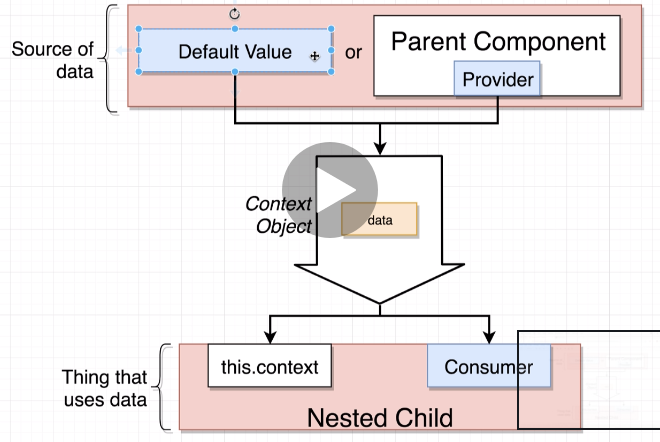 Source of
data
Default Value
or
Parent Component
Provider
Context
Object
data
Thing that
uses data
this.context
Consumer
Nested Child